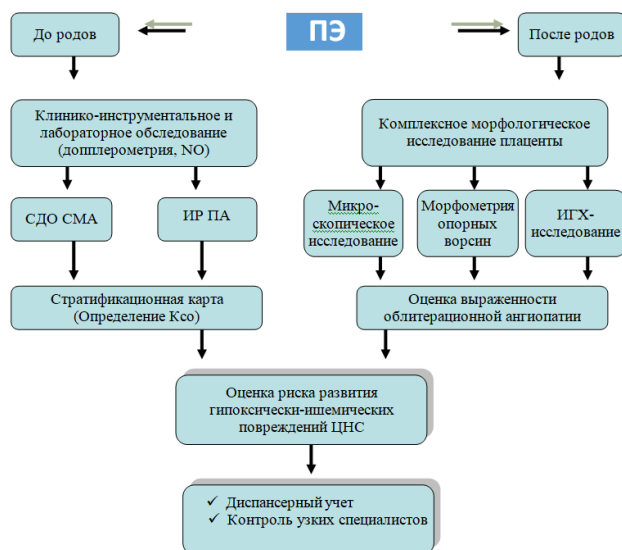 ПЭ
До родов
После родов
Клинико-инструментальное и
лабораторное обследование
(допплерометрия, NO)
Комплексное морфологическое
исследование плаценты
СДО СМА
ИР ПА
Микро-
скопическое
исследование
Морфометрия
опорных
ворсин
ИГХ-
исследование
Стратификационная карта
(Определение Ксо)
Оценка выраженности
облитерационной ангиопатии
Оценка риска развития
гипоксически-ишемических
повреждений ЦНС
✓ Диспансерный учет
✓ Контроль узких специалистов